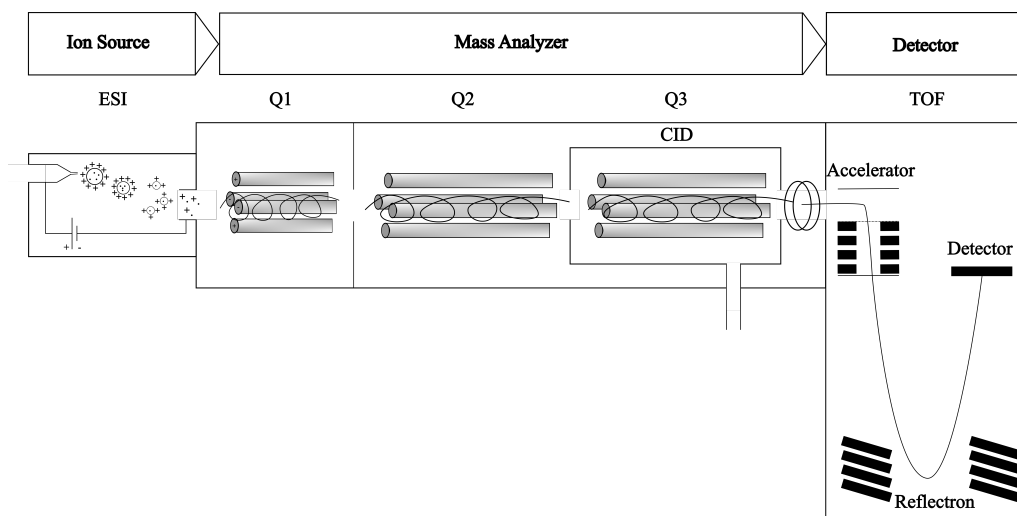 Ion Source
Mass Analyzer
Detector
ESI
Q1
Q2
Q3
TOF
CID
Accelerator
Detector
Reflectron